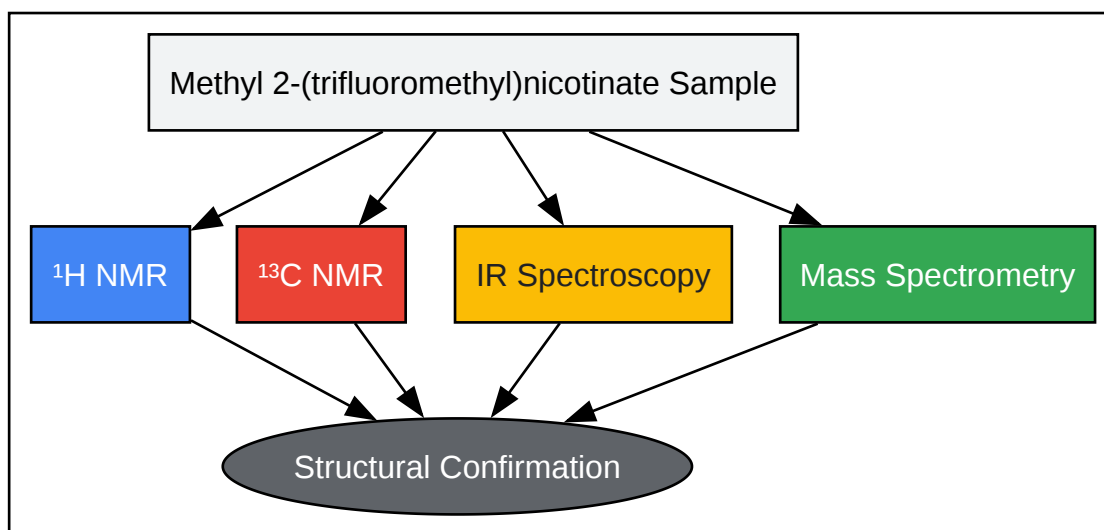 Methyl 2-(trifluoromethyl)nicotinate Sample
¹H NMR
¹³C NMR
IR Spectroscopy
Mass Spectrometry
Structural Confirmation